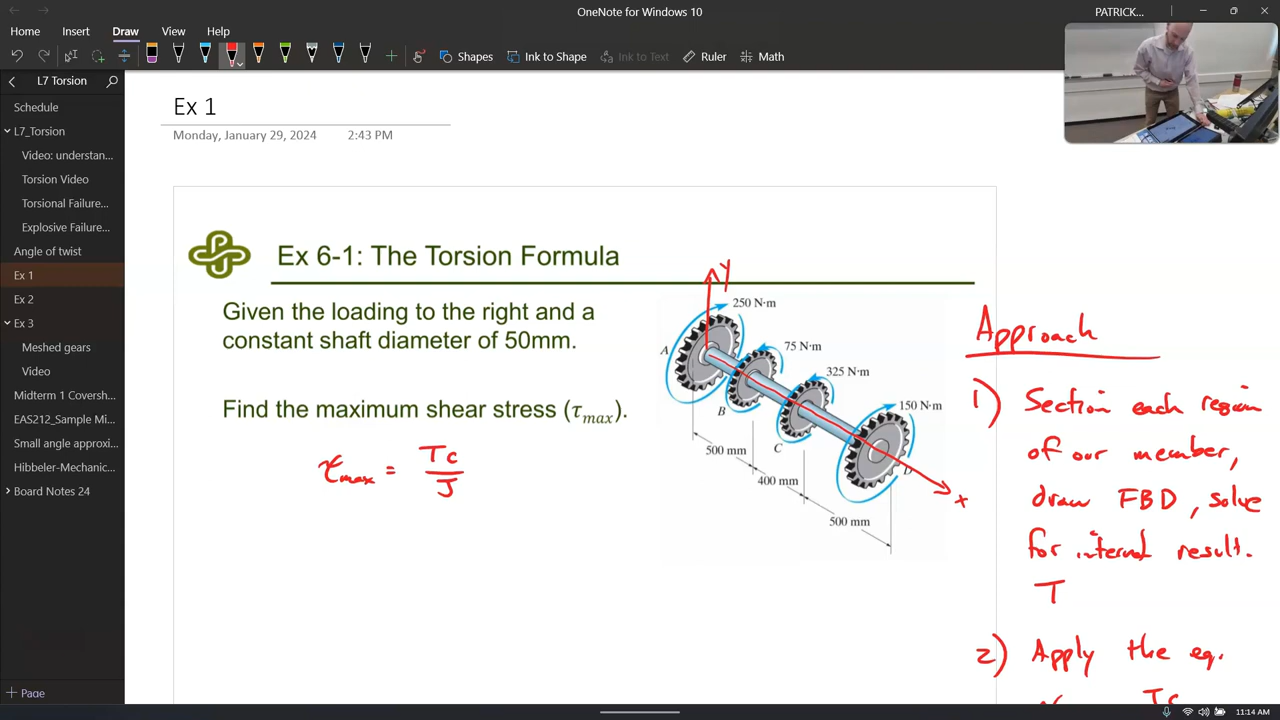 OneNote for Windows 10
PATRICK...
Home Insert Draw View Help
Shapes Ink to Shape Ink to Text Ruler Math
L7 Torsion
Schedule
L7_Torsion
Video: understan...
Torsion Video
Torsional Failure...
Explosive Failure...
Angle of twist
Ex 1
Ex 2
Ex 3
Meshed gears
Video
Midterm 1 Coversh...
EAS212_Sample Mi...
Small angle approxi...
Hibbeler-Mechanic...
Board Notes 24
Page
Ex 1
Monday, January 29, 2024 2:43 PM
Ex 6-1: The Torsion Formula
Given the loading to the right and a
constant shaft diameter of 50mm.
Find the maximum shear stress (τmax).
τmax = Tc/J
y
250 N·m
A
75 N·m
325 N·m
B
150 N·m
C
500 mm
D
400 mm
x
500 mm
Approach
1) Section each region
of our member,
draw FBD, solve
for internal result.
T
2) Apply the eq.
Tc
11:14 AM